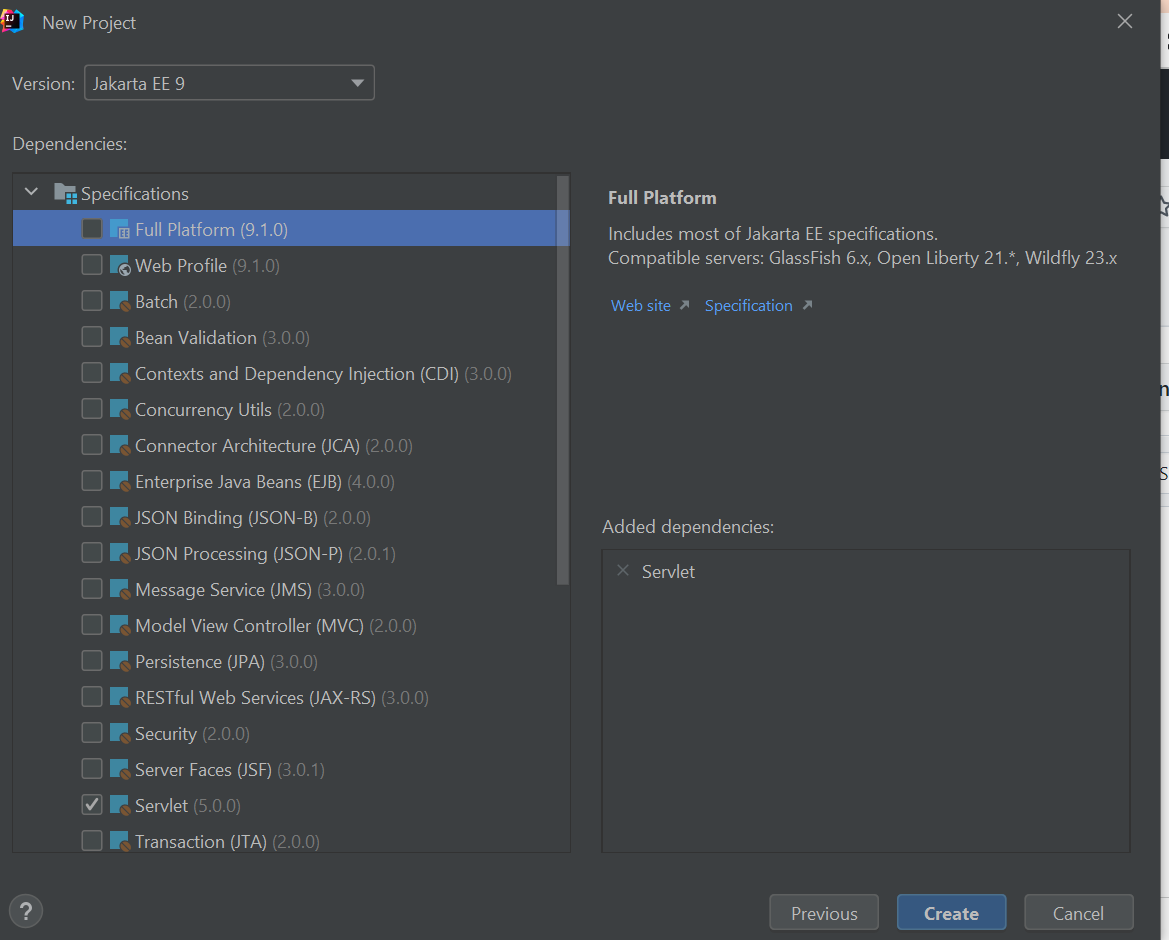 New Project
Version: Jakarta EE 9
Dependencies:
Specifications
Full Platform (9.1.0)
Web Profile (9.1.0)
Batch (2.0.0)
Bean Validation (3.0.0)
Contexts and Dependency Injection (CDI) (3.0.0)
Concurrency Utils (2.0.0)
Connector Architecture (JCA) (2.0.0)
Enterprise Java Beans (EJB) (4.0.0)
JSON Binding (JSON-B) (2.0.0)
JSON Processing (JSON-P) (2.0.1)
Message Service (JMS) (3.0.0)
Model View Controller (MVC) (2.0.0)
Persistence (JPA) (3.0.0)
RESTful Web Services (JAX-RS) (3.0.0)
Security (2.0.0)
Server Faces (JSF) (3.0.1)
Servlet (5.0.0)
Transaction (JTA) (2.0.0)
Full Platform
Includes most of Jakarta EE specifications.
Compatible servers: GlassFish 6.x, Open Liberty 21.*, Wildfly 23.x
Web site Specification
Added dependencies:
Servlet
? Previous Create Cancel